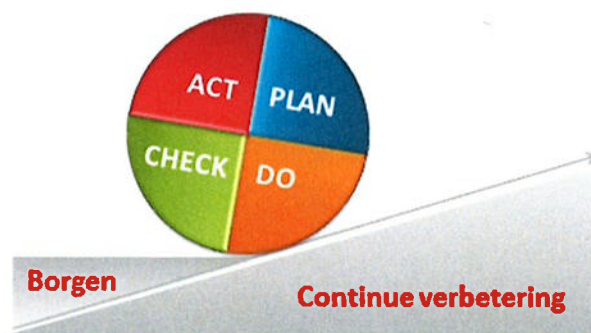 ACT
PLAN
CHECK
DO
Borgen
Continue verbetering